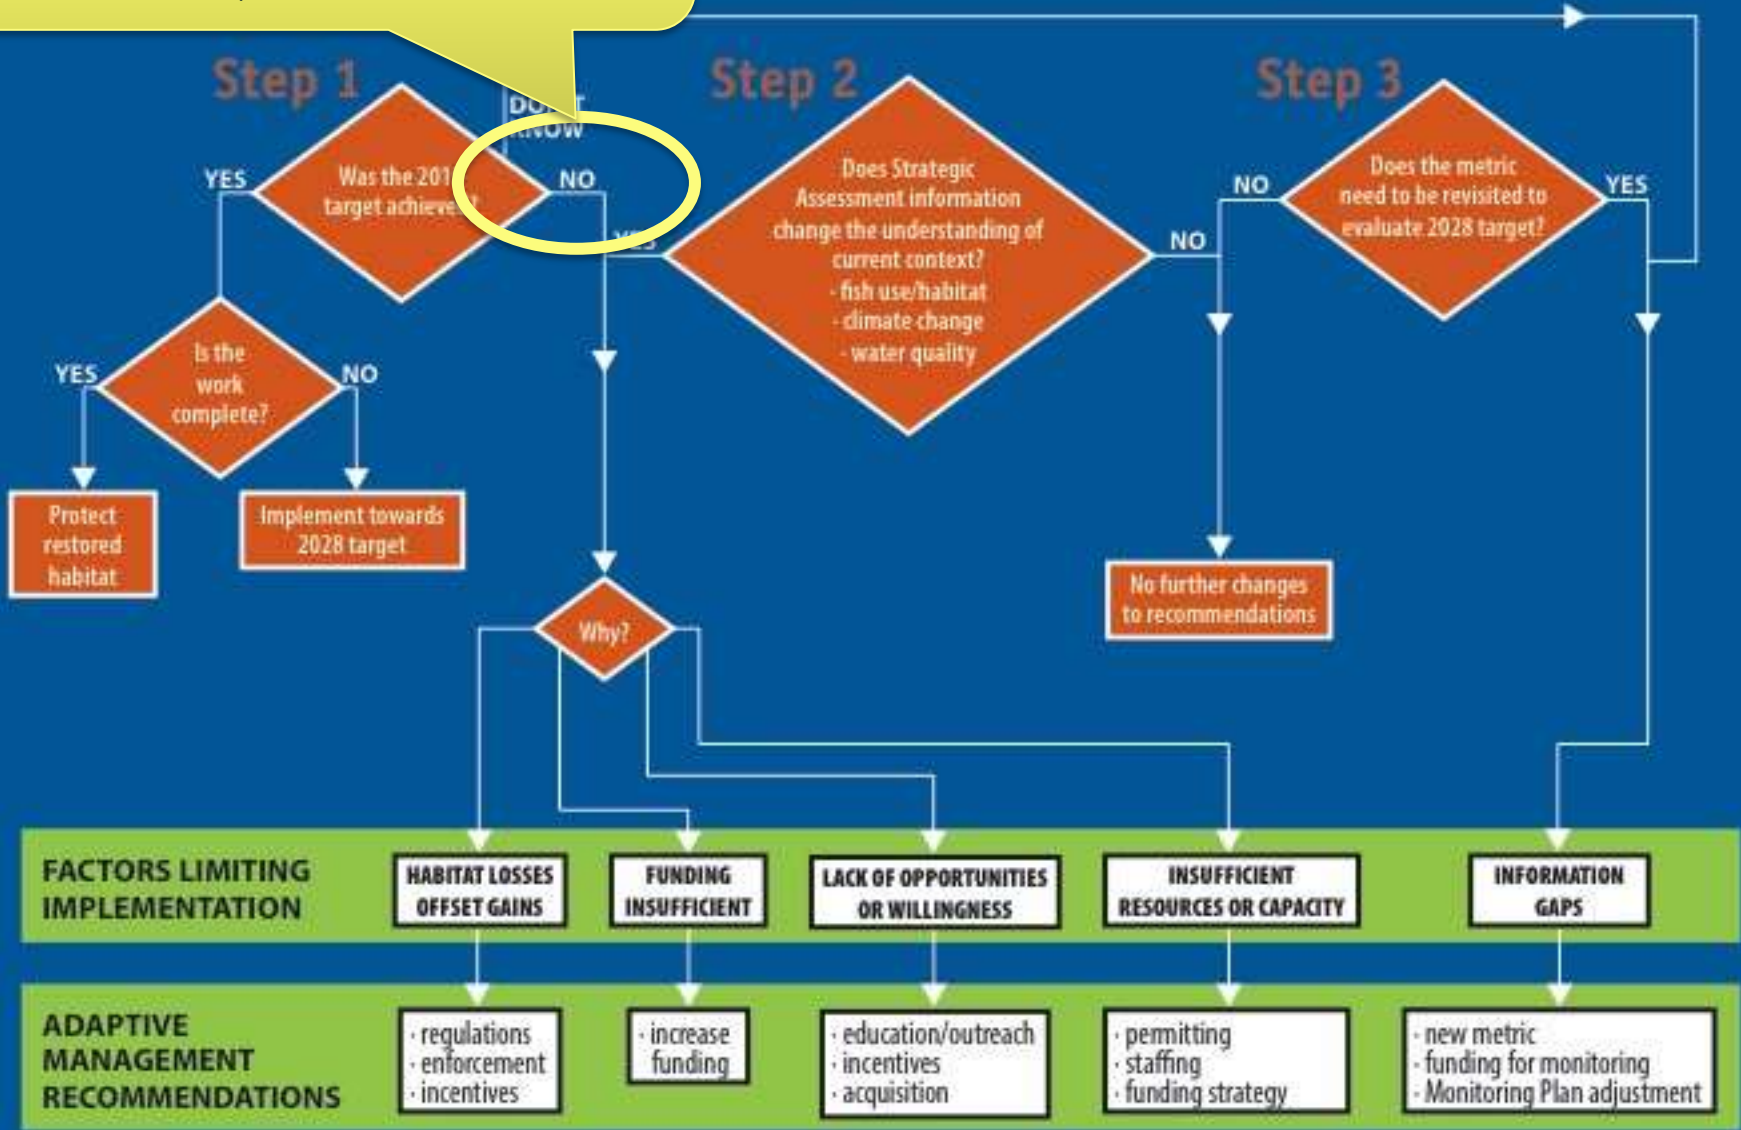 Step 1
Step 2
Step 3
KNOW
YES
Was the
target
NO
YES
Does Strategic
Assessment information
change the understanding of
current context?
· fish use/habitat
· climate change
· water quality
NO
NO
Does the metric
need to be revisited to
evaluate 2028 target?
YES
YES
Is the
work
complete?
NO
Protect
restored
habitat
Implement towards
2028 target
Why?
No further changes
to recommendations
FACTORS LIMITING
IMPLEMENTATION
HABITAT LOSSES
OFFSET GAINS
FUNDING
INSUFFICIENT
LACK OF OPPORTUNITIES
OR WILLINGNESS
INSUFFICIENT
RESOURCES OR CAPACITY
INFORMATION
GAPS
ADAPTIVE
MANAGEMENT
RECOMMENDATIONS
· regulations
· enforcement
· incentives
· increase
funding
· education/outreach
· incentives
· acquisition
· permitting
· staffing
· funding strategy
· new metric
· funding for monitoring
· Monitoring Plan adjustment